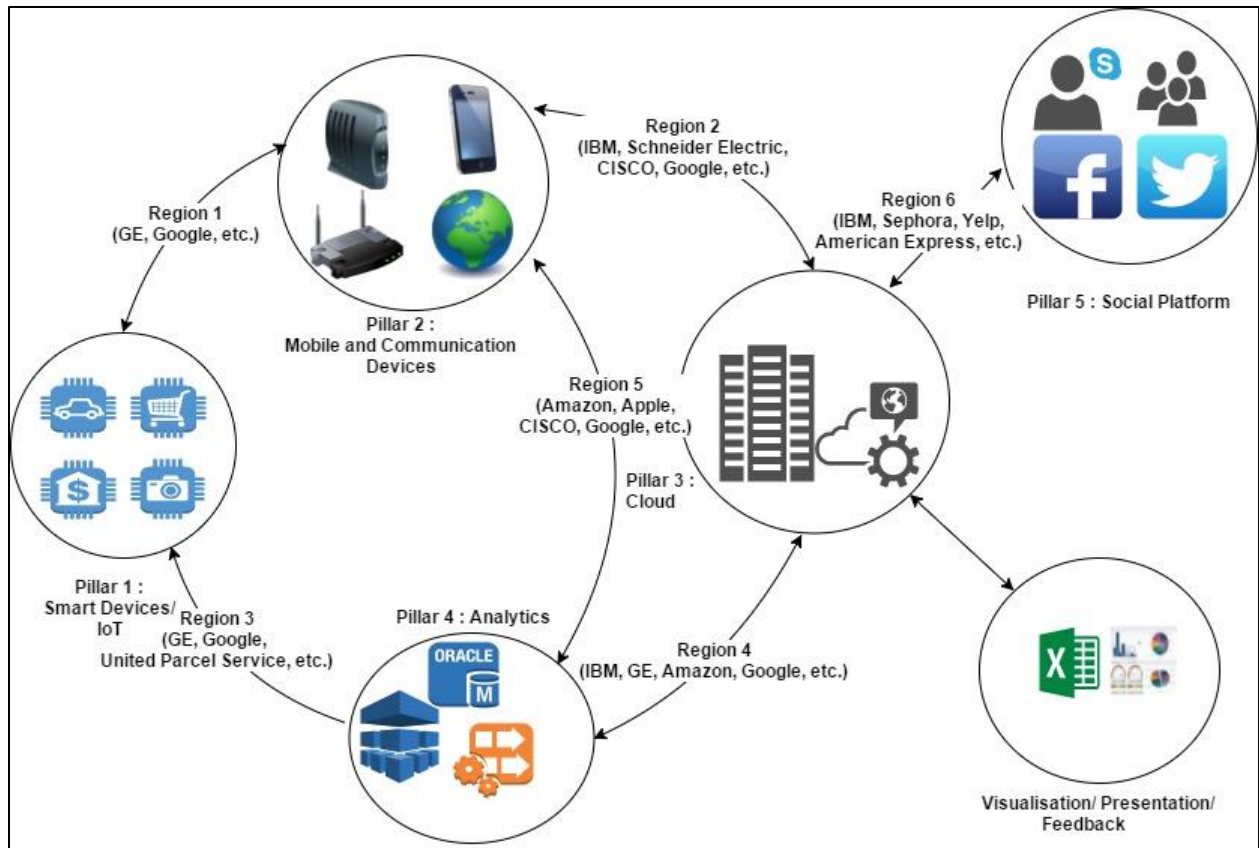 Region 1
(GE, Google, etc.)
Region 2
(IBM, Schneider Electric,
CISCO, Google, etc.)
S
f
Region 6
(IBM, Sephora, Yelp,
American Express, etc.)
Pillar 5 : Social Platform
Pillar 2 :
Mobile and Communication
Devices
Region 5
(Amazon, Apple,
CISCO, Google, etc.)
Pillar 3 :
Cloud
$
Pillar 1 :
Smart Devices/
IoT
Region 3
(GE, Google,
United Parcel Service, etc.)
Pillar 4 : Analytics
ORACLE
M
Region 4
(IBM, GE, Amazon, Google, etc.)
X
Visualisation/ Presentation/
Feedback